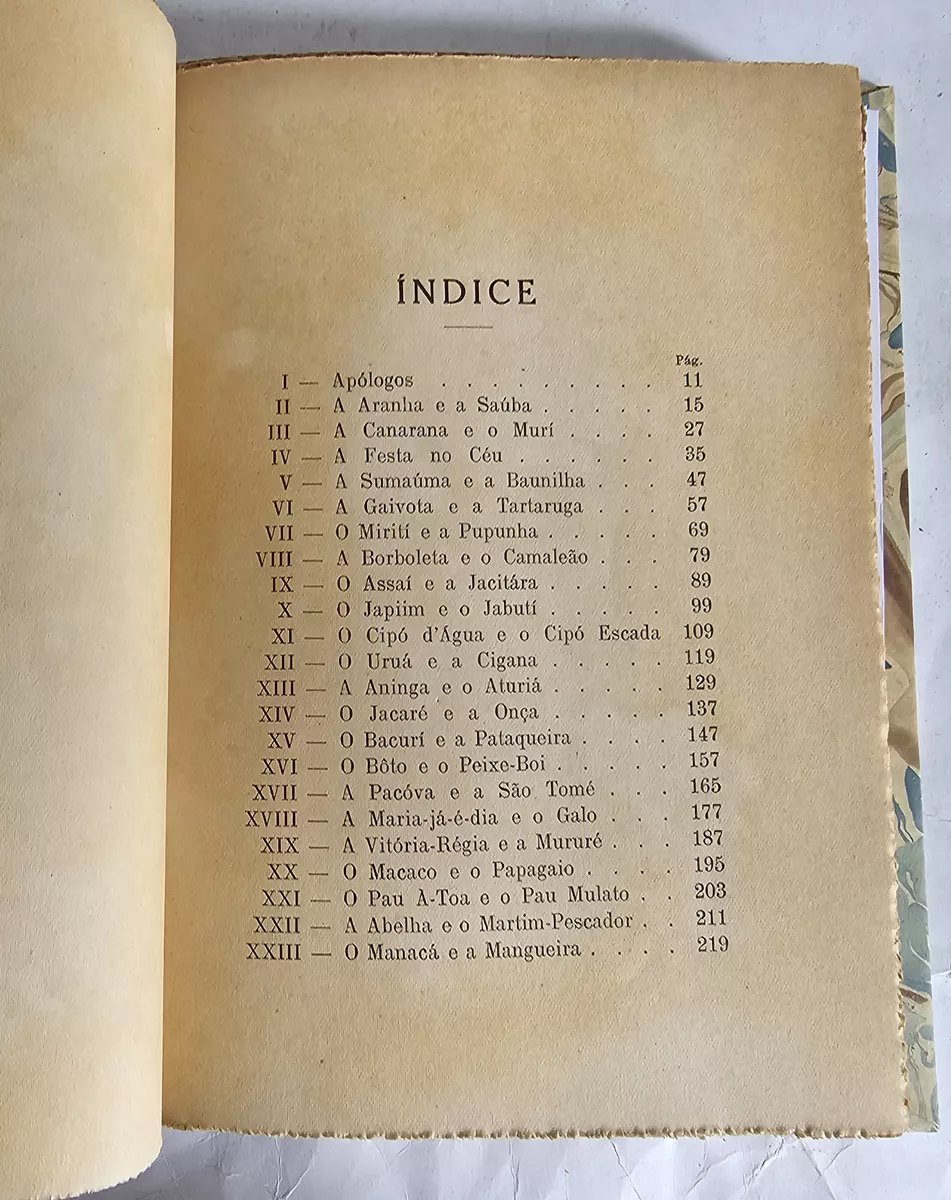 ÍNDICE
Pág.
I — Apólogos . . . . . . . . . 11
II — A Aranha e a Saúba . . . . . 15
III — A Canarana e o Murí . . . . 27
IV — A Festa no Céu . . . . . . 35
V — A Sumaúma e a Baunilha . . . 47
VI — A Gaivota e a Tartaruga . . . 57
VII — O Mirití e a Pupunha . . . . . 69
VIII — A Borboleta e o Camaleão . . . 79
IX — O Assaí e a Jacitára . . . . . 89
X — O Japiim e o Jabutí . . . . . 99
XI — O Cipó d'Água e o Cipó Escada 109
XII — O Uruá e a Cigana . . . . . 119
XIII — A Aninga e o Aturiá . . . . . 129
XIV — O Jacaré e a Onça . . . . . 137
XV — O Bacurí e a Pataqueira . . . . 147
XVI — O Bôto e o Peixe-Boi . . . . . 157
XVII — A Pacóva e a São Tomé . . . 165
XVIII — A Maria-já-é-dia e o Galo . . . 177
XIX — A Vitória-Régia e a Mururé . . . 187
XX — O Macaco e o Papagaio . . . . 195
XXI — O Pau A-Toa e o Pau Mulato . . 203
XXII — A Abelha e o Martim-Pescador . . 211
XXIII — O Manacá e a Mangueira . . . . 219